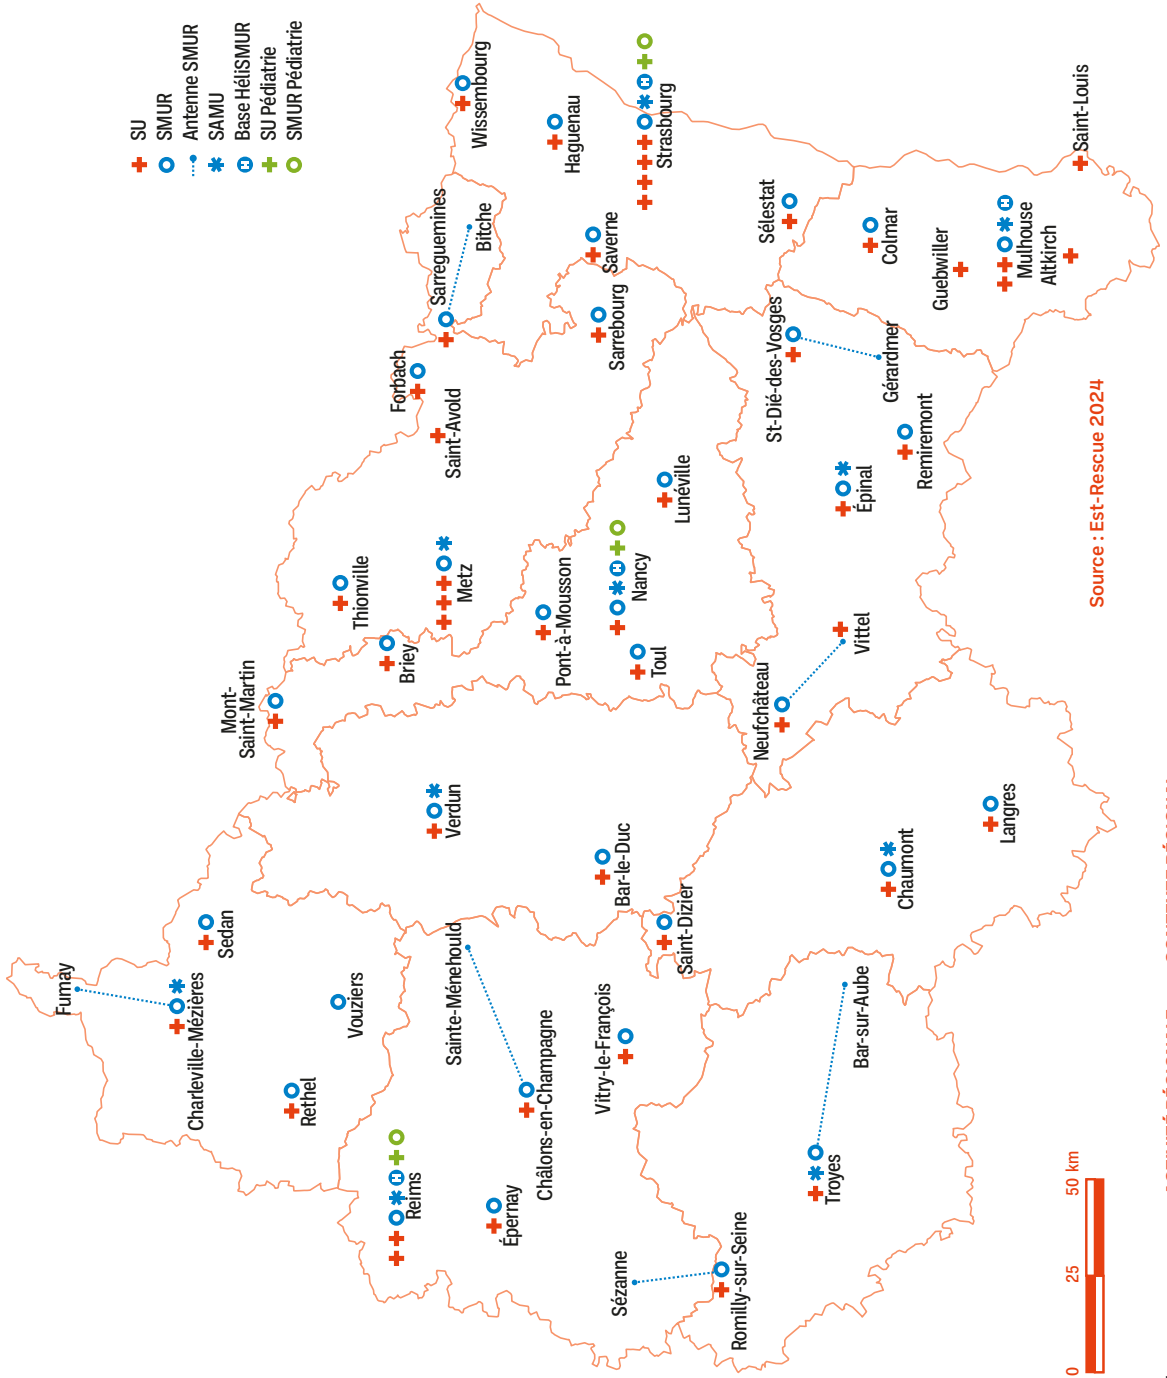 Fumay
SU
SMUR
Antenne SMUR
SAMU
Base HéliSMUR
SU Pédiatrie
SMUR Pédiatrie
Charleville-Mézières
Sedan
Mont-
Saint-Martin
Rethel
Vouziers
Thionville
Forbach
Briey
Reims
Sarreguemines
Verdun
Saint-Avold
Sainte-Ménehould
Metz
Bitche
Wissembourg
Épernay
Châlons-en-Champagne
Pont-à-Mousson
Haguenau
Vitry-le-François
Saverne
Sézanne
Bar-le-Duc
Sarrebourg
Nancy
Toul
Strasbourg
Saint-Dizier
Lunéville
Romilly-sur-Seine
Neufchâteau
St-Dié-des-Vosges
Sélestat
Troyes
Bar-sur-Aube
Vittel
Épinal
Gérardmer
Colmar
Chaumont
Remiremont
Guebwiller
Langres
Mulhouse
Altkirch
Saint-Louis
0
25
50 km
Source : Est-Rescue 2024